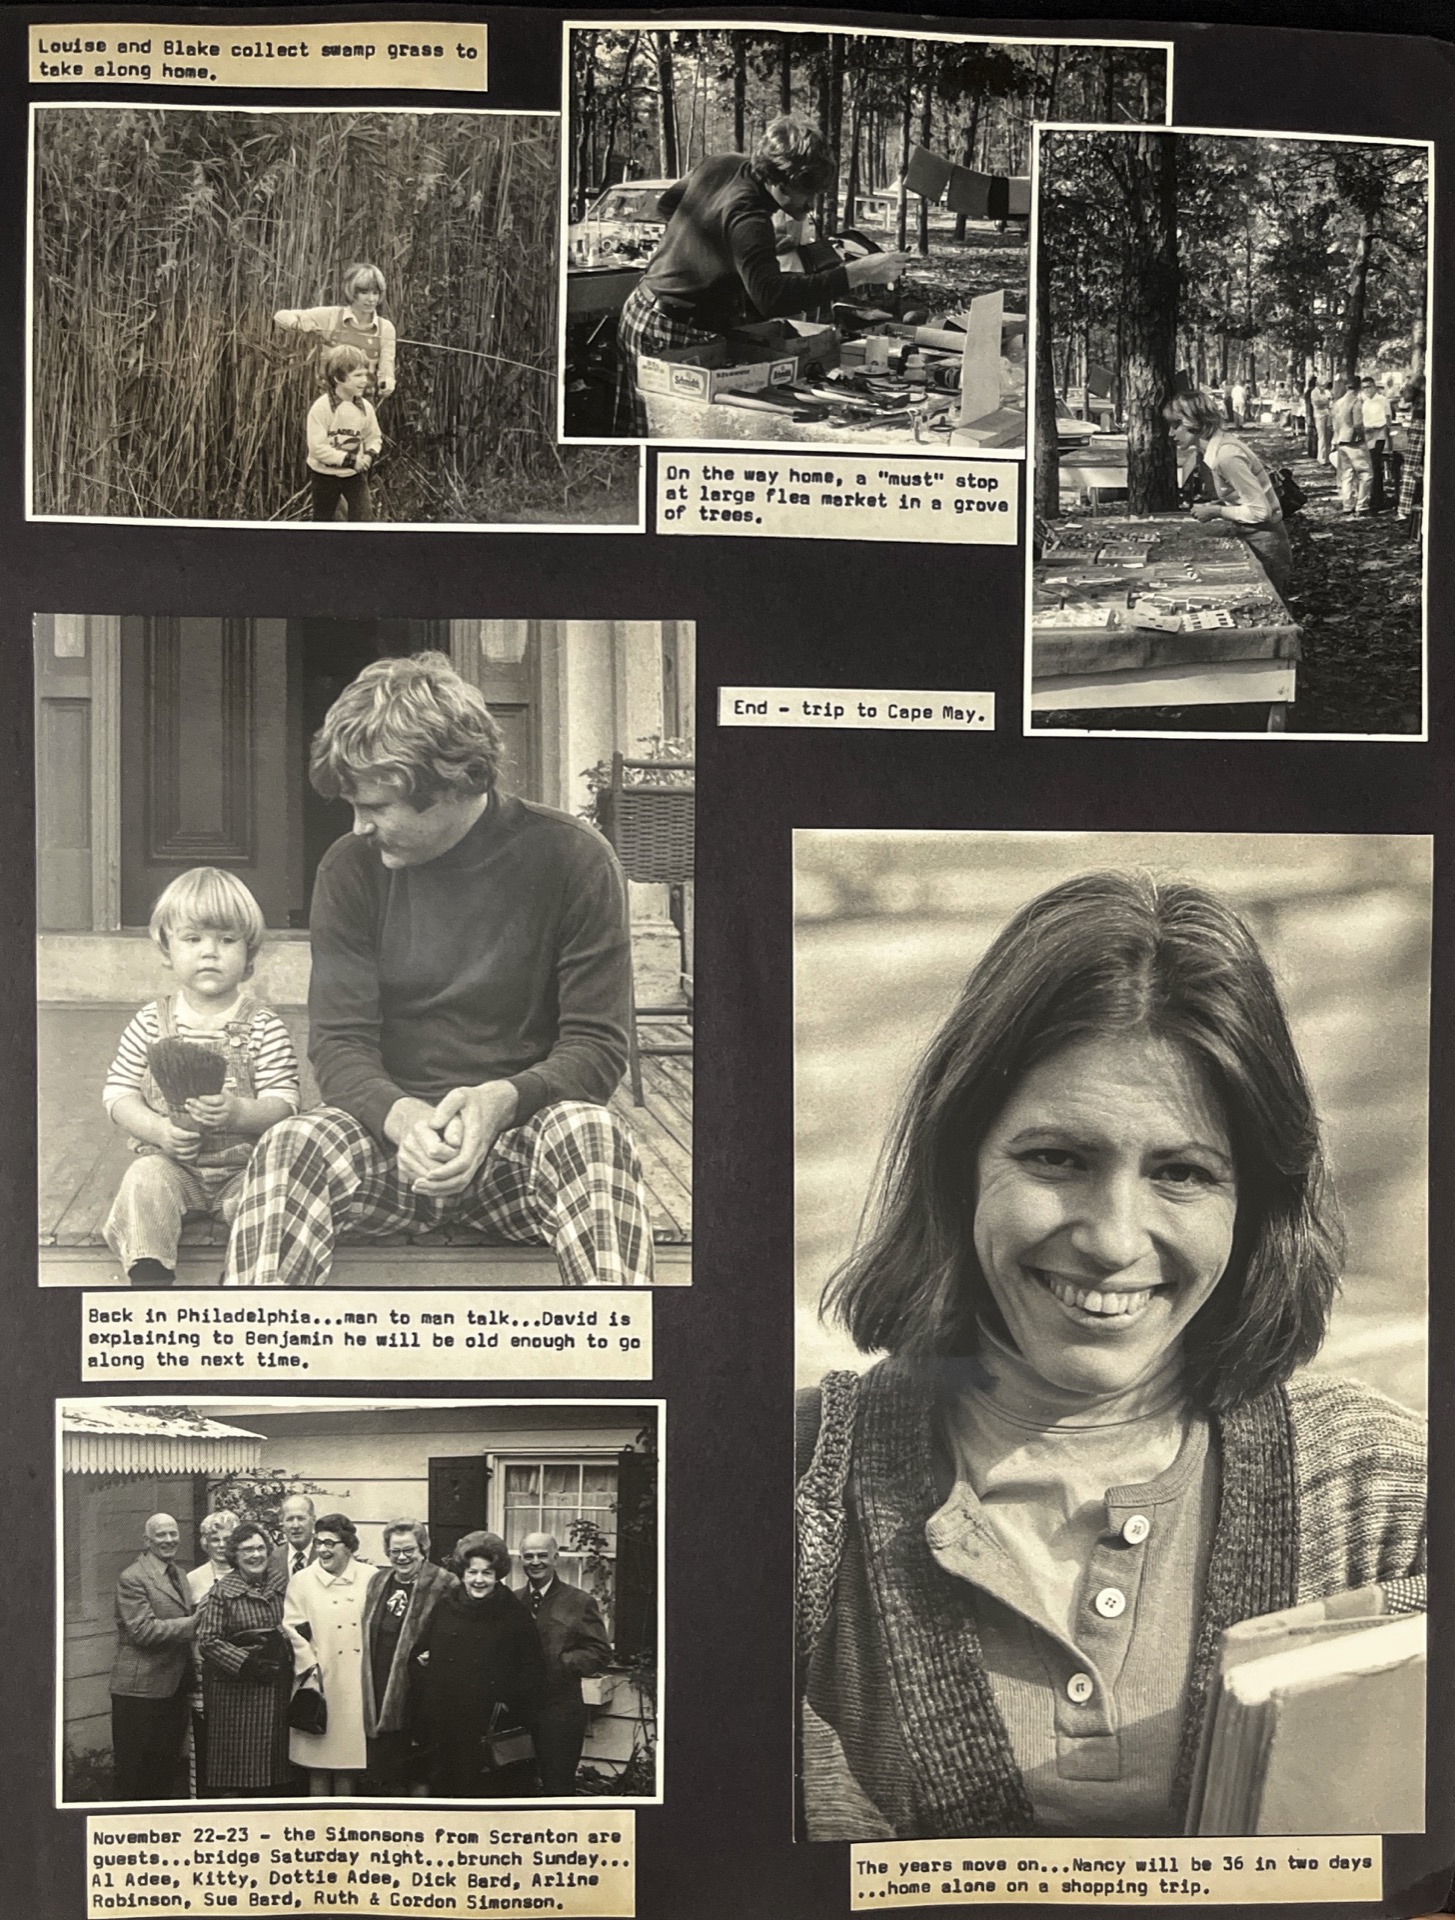 Louise and Blake collect swamp grass to
take along home.
ADELA
Schmidt
On the way home, a "must" stop
at large flea market in a grove
of trees.
End - trip to Cape May.
Back in Philadelphia...man to man talk...David is
explaining to Benjamin he will be old enough to go
along the next time.
November 22-23 - the Simonsons from Scranton are
guests...bridge Saturday night...brunch Sunday...
Al Adee, Kitty, Dottie Adee, Dick Bard, Arline
Robinson, Sue Bard, Ruth & Gordon Simonson.
The years move on...Nancy will be 36 in two days
...home alone on a shopping trip.